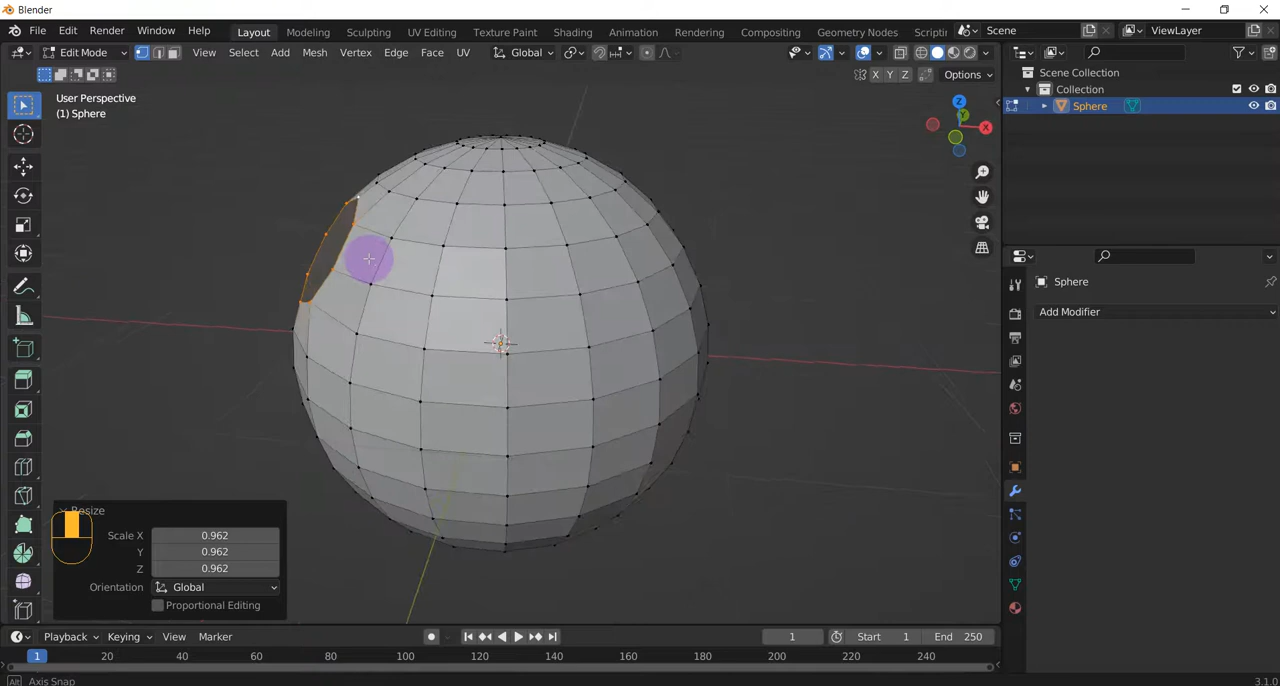 Blender
File Edit Render Window Help Layout Modeling Sculpting UV Editing Texture Paint Shading Animation Rendering Compositing Geometry Nodes Scriptin Scene ViewLayer
Edit Mode View Select Add Mesh Vertex Edge Face UV Global
X Y Z Options
User Perspective
(1) Sphere
Z
Y
X
Scene Collection
Collection
Sphere
Sphere
Add Modifier
Resize
Scale X 0.962
Y 0.962
Z 0.962
Orientation Global
Proportional Editing
Playback Keying View Marker 1 Start 1 End 250
1 20 40 60 80 100 120 140 160 180 200 220 240
Alt Axis Snap 3.1.0